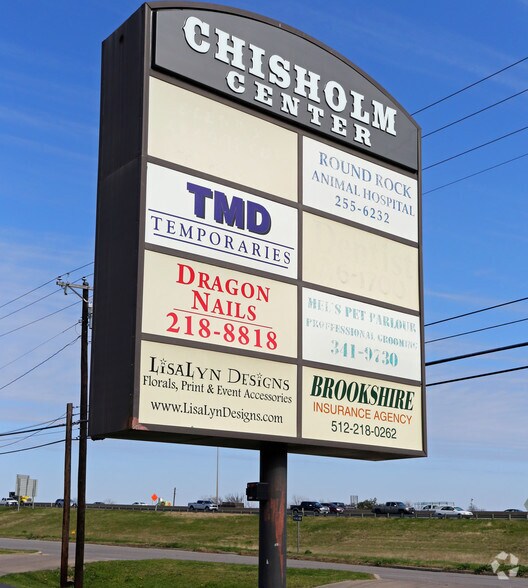 CHISHOLM
CENTER
ROUND ROCK
ANIMAL HOSPITAL
255-6232
TMD
TEMPORARIES
DRAGON
NAILS
218-8818
MEL'S PET PARLOUR
PROFESSIONAL GROOMING
341-9730
LISALYN DESIGNS
Florals, Print & Event Accessories
www.LisaLynDesigns.com
BROOKHIRE
INSURANCE AGENCY
512-218-0262